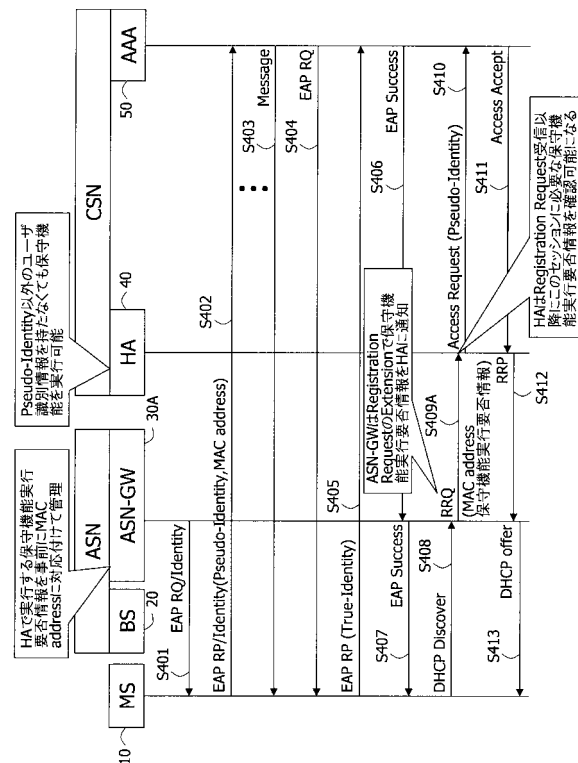 HAで実行する保守機能実行
要否情報を事前にMAC
addressに対応付けて管理
Pseudo-Identity以外のユーザ
識別情報を持たなくても保守機
能を実行可能
ASN
CSN
MS
BS
ASN-GW
HA
AAA
10
20
30A
40
50
EAP RQ/Identity
S401
EAP RP/Identity(Pseudo-Identity,MAC address)
S402
Message
S403
EAP RQ
S404
EAP RP (True-Identity)
S405
EAP Success
S406
EAP Success
S407
ASN-GWはRegistration
RequestのExtensionで保守機
能実行要否情報をHAに通知
DHCP Discover
S408
RRQ
S409A
(MAC address
保守機能実行要否情報)
Access Request (Pseudo-Identity)
S410
Access Accept
S411
RRP
S412
DHCP offer
S413
HAはRegistration Request受信以
降にこのセッションに必要な保守機
能実行要否情報を確認可能になる